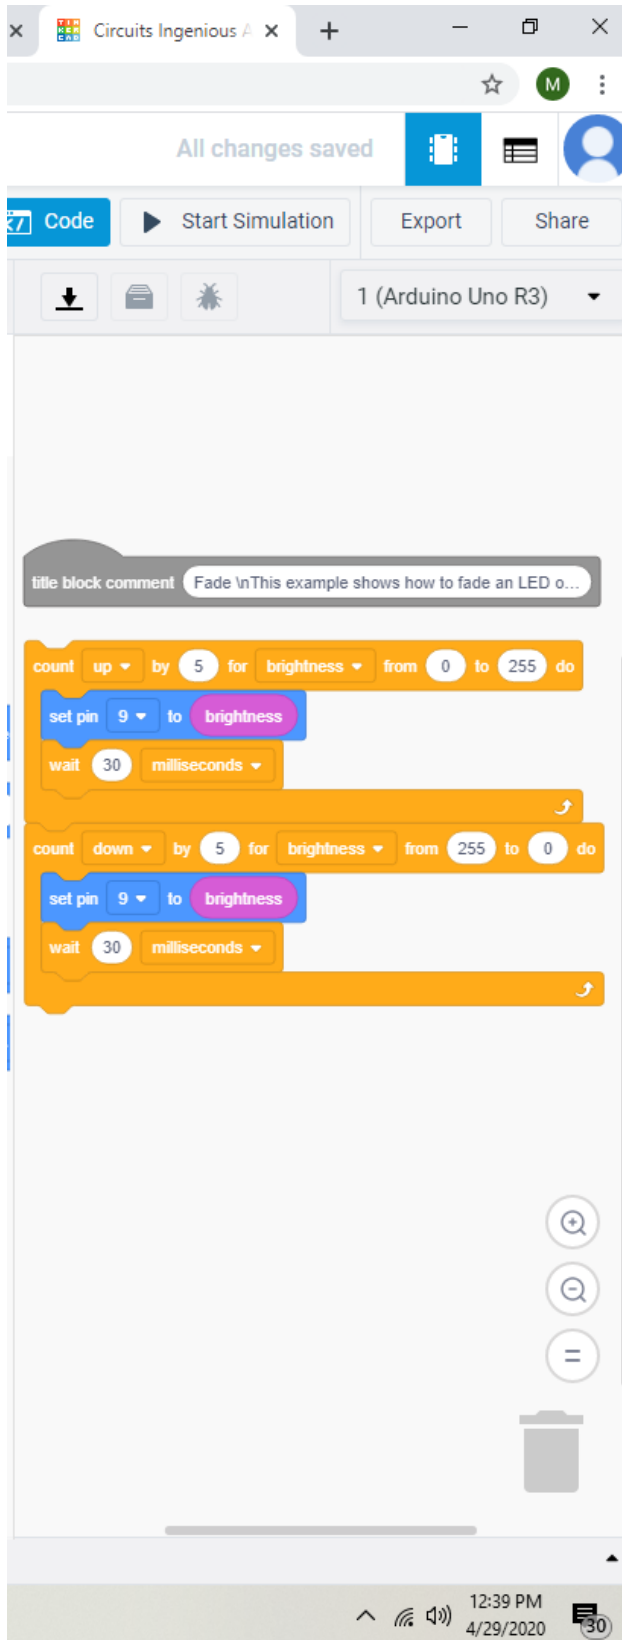 Circuits Ingenious
All changes saved
Code Start Simulation Export Share
1 (Arduino Uno R3)
title block comment Fade \nThis example shows how to fade an LED o...
count up by 5 for brightness from 0 to 255 do
set pin 9 to brightness
wait 30 milliseconds
count down by 5 for brightness from 255 to 0 do
set pin 9 to brightness
wait 30 milliseconds
12:39 PM
4/29/2020
30
M